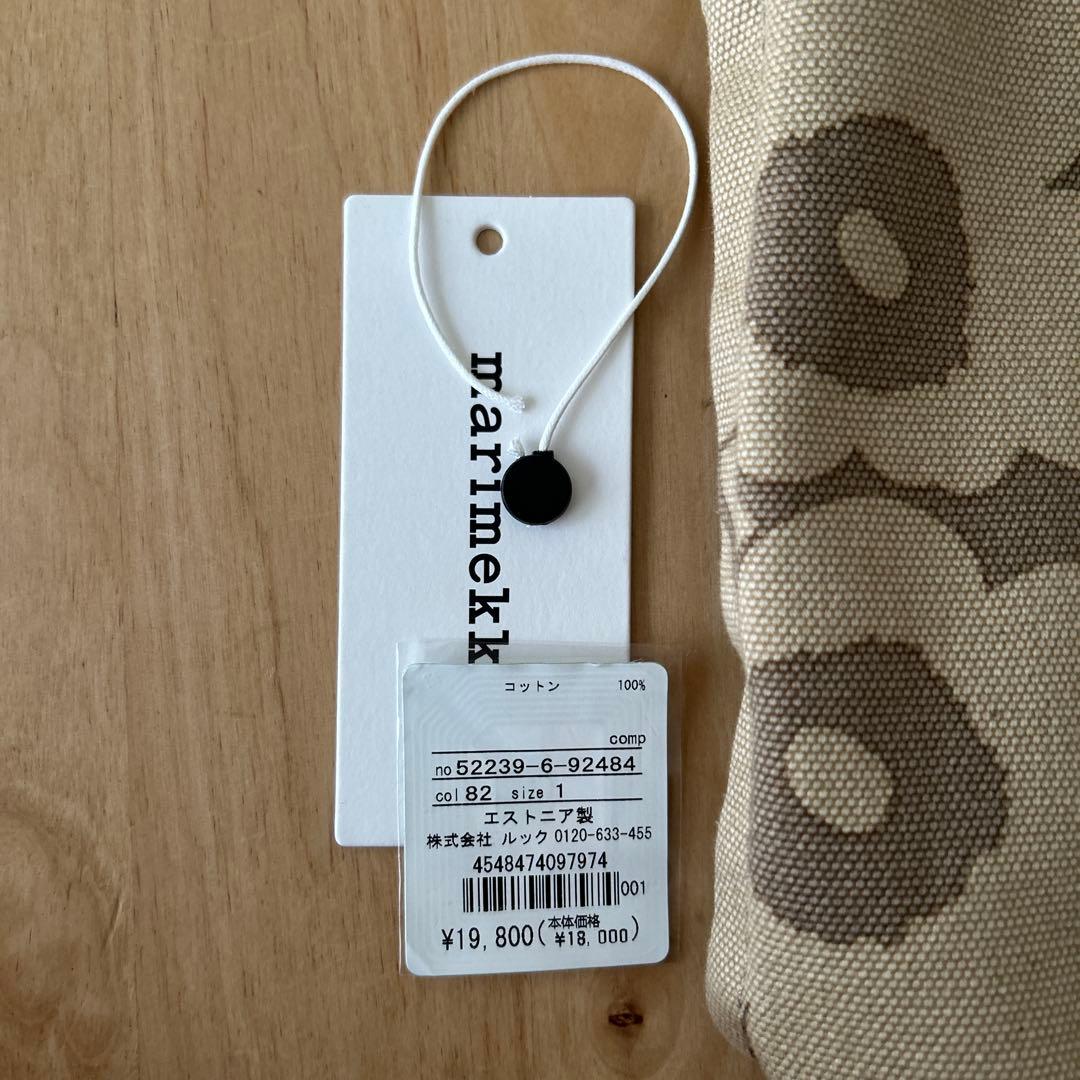 marimekk
コットン 100%
comp
no 52239-6-92484
col 82 size 1
エストニア製
株式会社 ルック 0120-633-455
4548474097974
001
¥19,800(本体価格 ¥18,000)